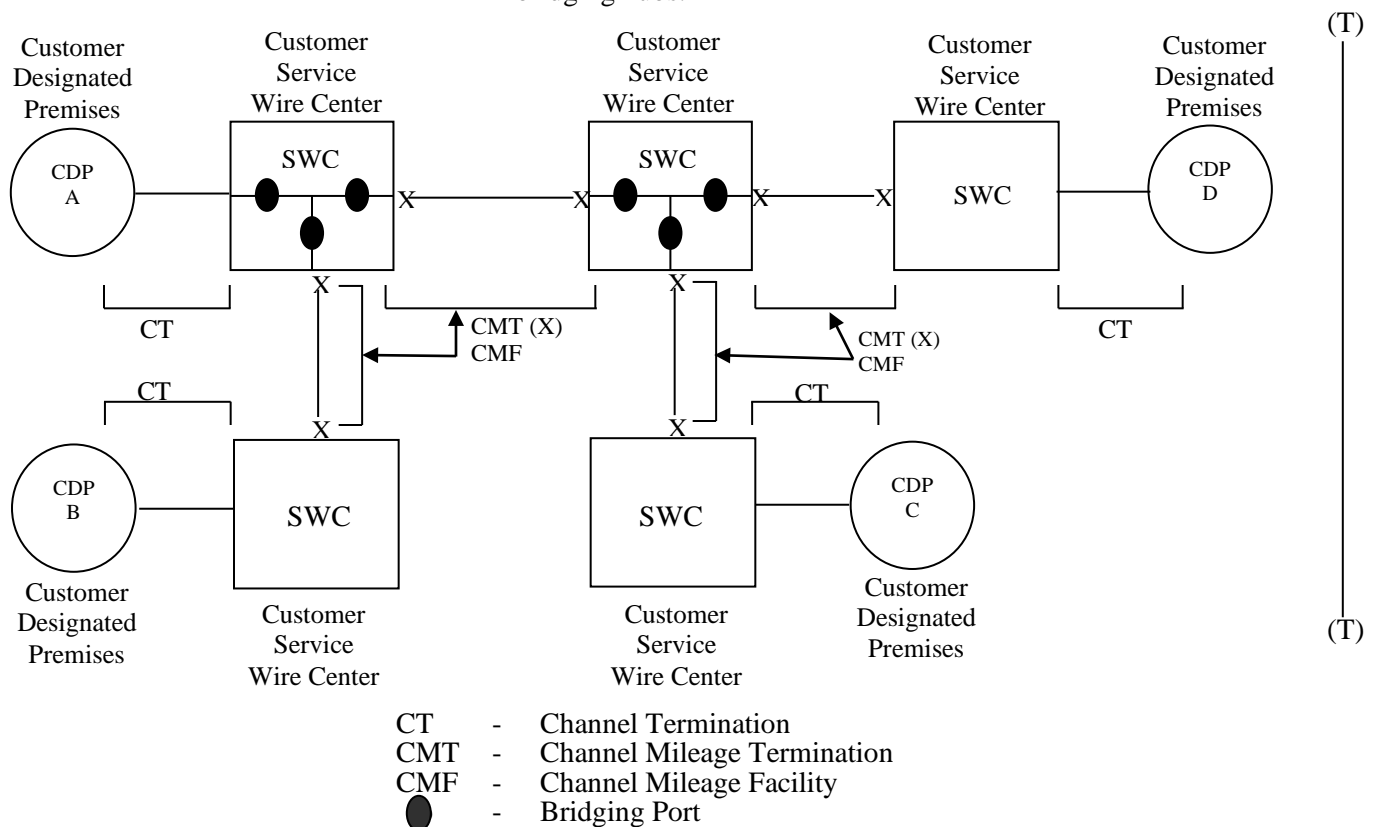 (T)
Customer
Designated
Premises
Customer
Service
Wire Center
Customer
Service
Wire Center
Customer
Service
Wire Center
Customer
Designated
Premises
CDP
A
SWC
SWC
SWC
CDP
D
X
X
X
X
X
X
CT
CMT (X)
CMF
CMT (X)
CMF
CT
CT
CT
X
X
CDP
B
SWC
SWC
CDP
C
Customer
Designated
Premises
Customer
Service
Wire Center
Customer
Service
Wire Center
Customer
Designated
Premises
(T)
CT - Channel Termination
CMT - Channel Mileage Termination
CMF - Channel Mileage Facility
- Bridging Port